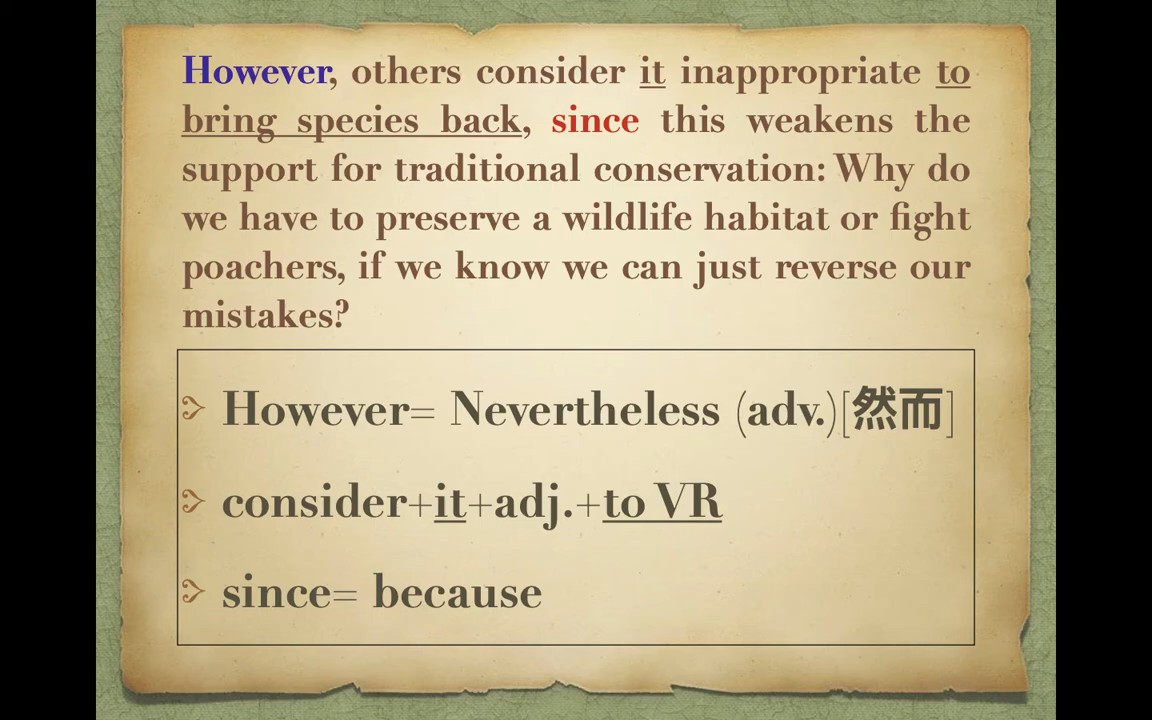 However, others consider it inappropriate to
bring species back, since this weakens the
support for traditional conservation: Why do
we have to preserve a wildlife habitat or fight
poachers, if we know we can just reverse our
mistakes?
However= Nevertheless (adv.)[然而]
consider+it+adj.+to VR
since= because